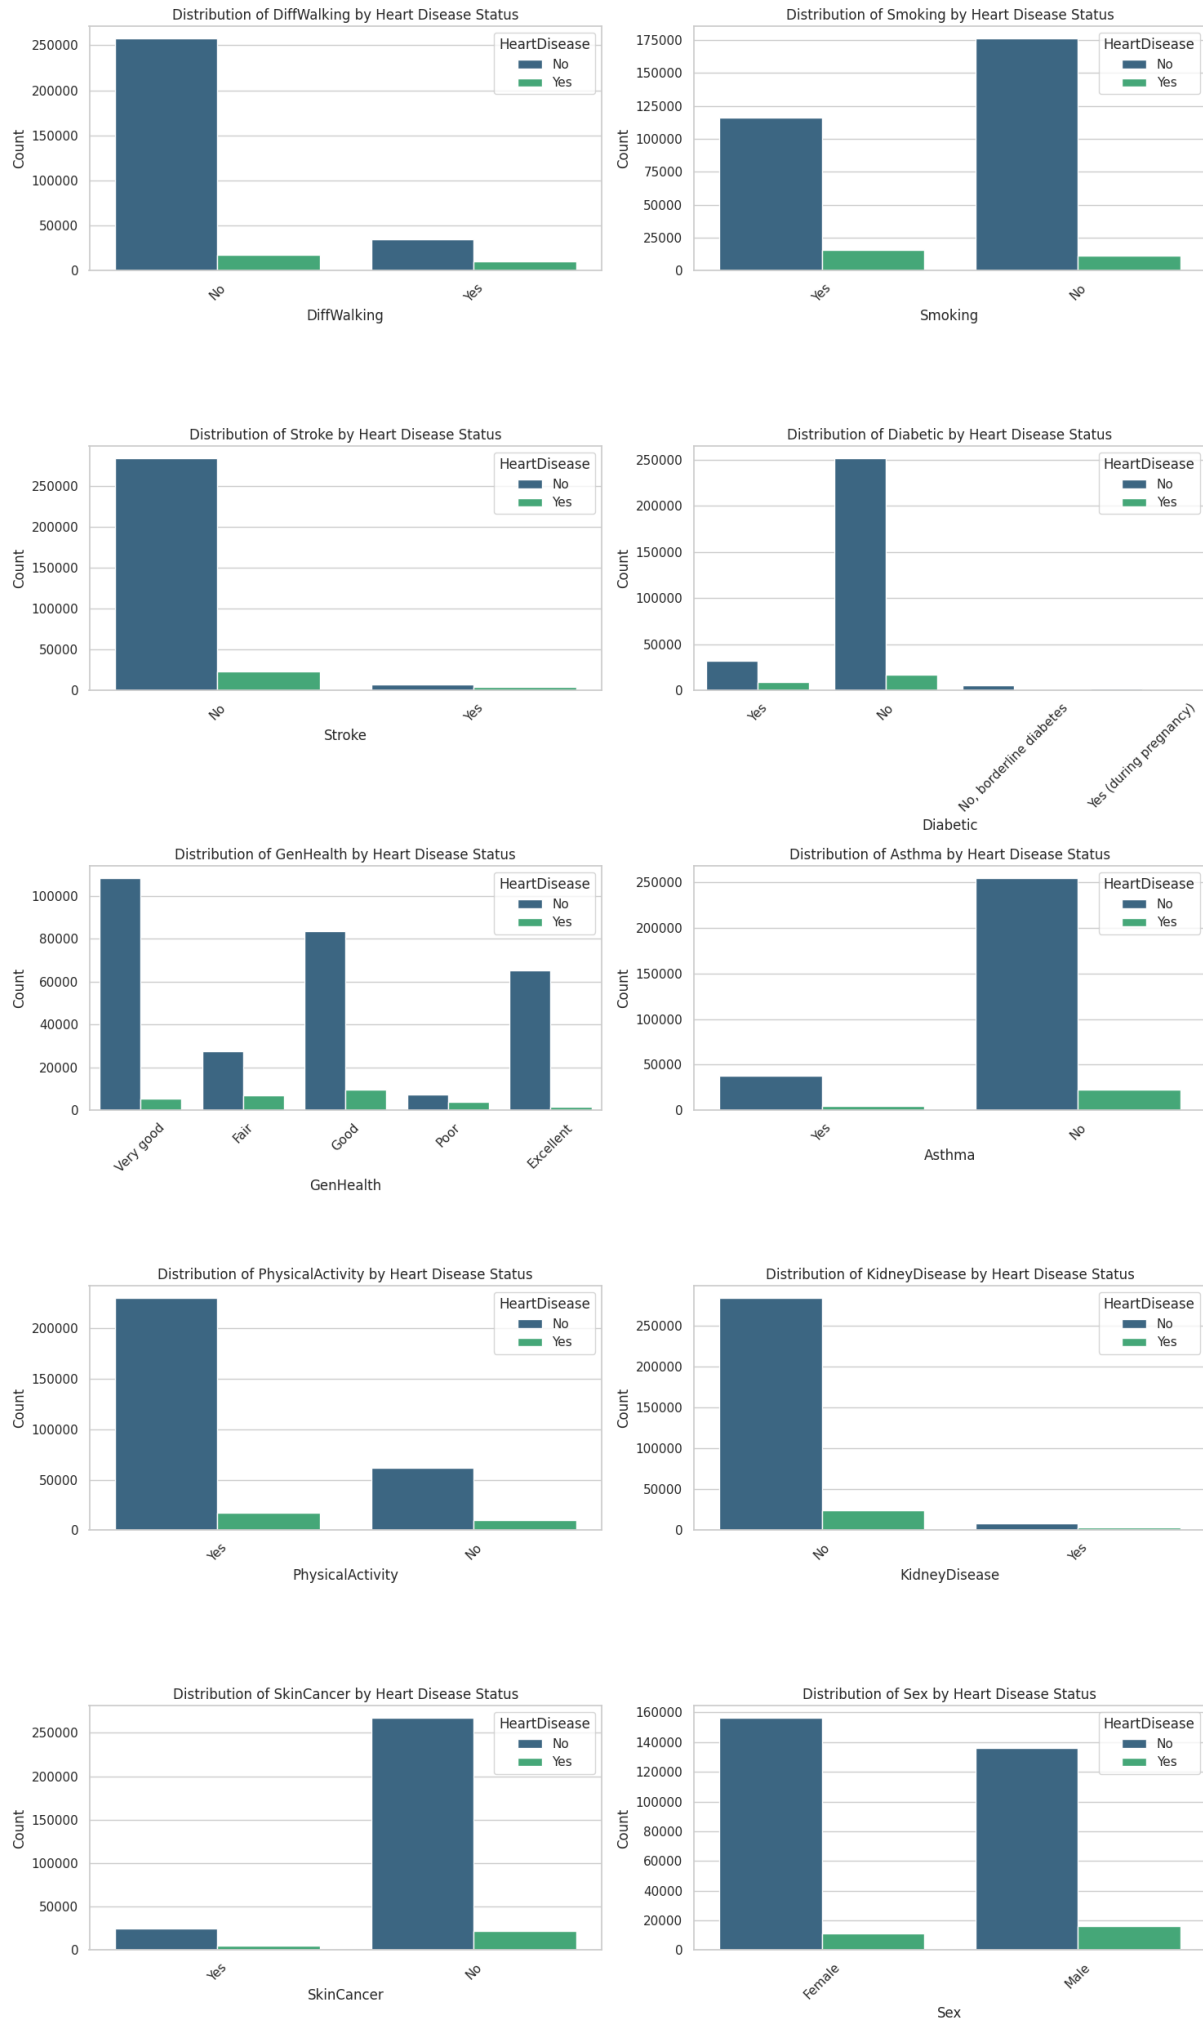 Distribution of DiffWalking by Heart Disease Status
HeartDisease
No
Yes
Count
250000
200000
150000
100000
50000
0
No
Yes
DiffWalking
Distribution of Smoking by Heart Disease Status
HeartDisease
No
Yes
Count
175000
150000
125000
100000
75000
50000
25000
0
Yes
No
Smoking
Distribution of Stroke by Heart Disease Status
HeartDisease
No
Yes
Count
250000
200000
150000
100000
50000
0
No
Yes
Stroke
Distribution of Diabetic by Heart Disease Status
HeartDisease
No
Yes
Count
250000
200000
150000
100000
50000
0
Yes
No
No, borderline diabetes
Yes (during pregnancy)
Diabetic
Distribution of GenHealth by Heart Disease Status
HeartDisease
No
Yes
Count
100000
80000
60000
40000
20000
0
Very good
Fair
Good
Poor
Excellent
GenHealth
Distribution of Asthma by Heart Disease Status
HeartDisease
No
Yes
Count
250000
200000
150000
100000
50000
0
Yes
No
Asthma
Distribution of PhysicalActivity by Heart Disease Status
HeartDisease
No
Yes
Count
200000
150000
100000
50000
0
Yes
No
PhysicalActivity
Distribution of KidneyDisease by Heart Disease Status
HeartDisease
No
Yes
Count
250000
200000
150000
100000
50000
0
No
Yes
KidneyDisease
Distribution of SkinCancer by Heart Disease Status
HeartDisease
No
Yes
Count
250000
200000
150000
100000
50000
0
Yes
No
SkinCancer
Distribution of Sex by Heart Disease Status
HeartDisease
No
Yes
Count
160000
140000
120000
100000
80000
60000
40000
20000
0
Female
Male
Sex